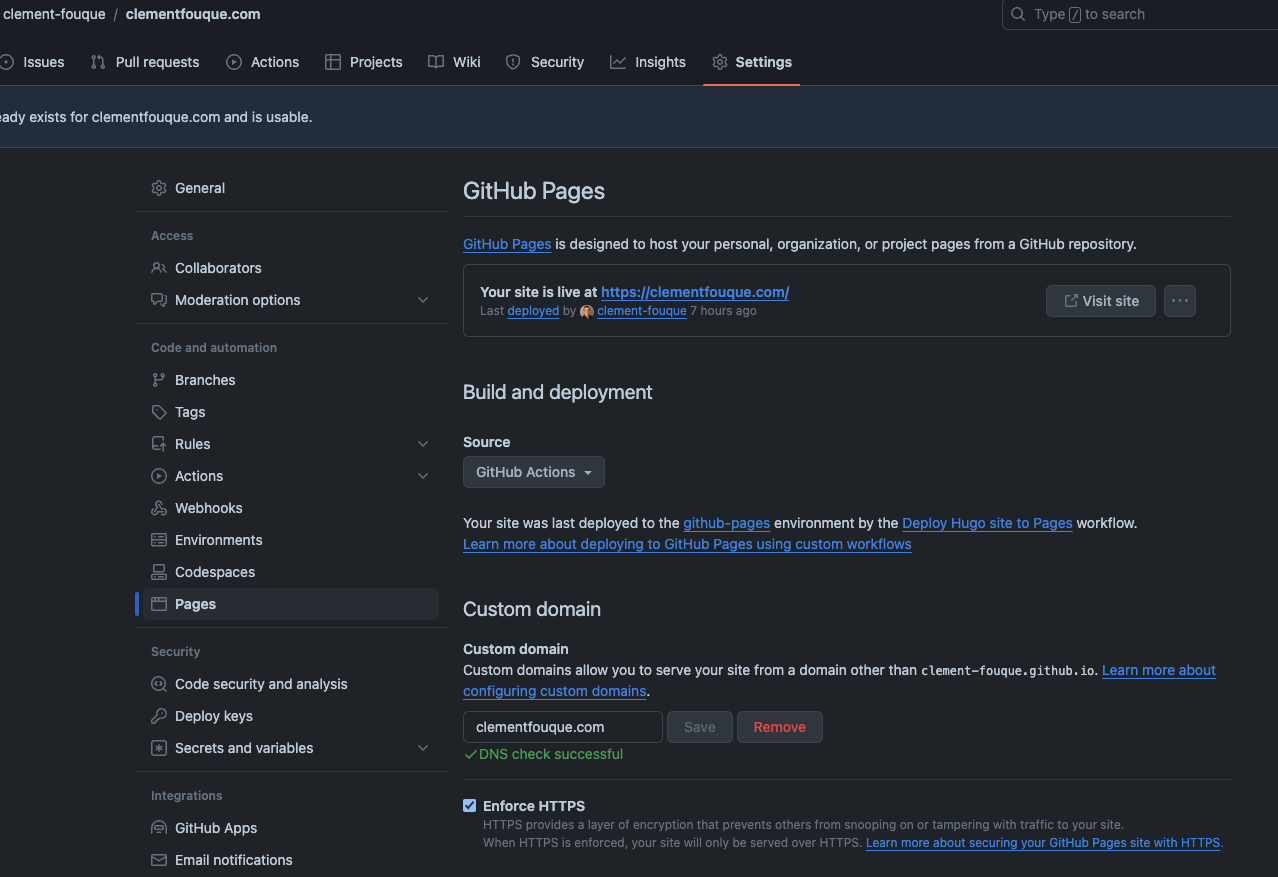 clement-fouque / clementfouque.com
Type / to search
Issues Pull requests Actions Projects Wiki Security Insights Settings
eady exists for clementfouque.com and is usable.
General
Access
Collaborators
Moderation options
Code and automation
Branches
Tags
Rules
Actions
Webhooks
Environments
Codespaces
Pages
Security
Code security and analysis
Deploy keys
Secrets and variables
Integrations
GitHub Apps
Email notifications
GitHub Pages
GitHub Pages is designed to host your personal, organization, or project pages from a GitHub repository.
Your site is live at https://clementfouque.com/
Last deployed by clement-fouque 7 hours ago
Visit site
Build and deployment
Source
GitHub Actions
Your site was last deployed to the github-pages environment by the Deploy Hugo site to Pages workflow.
Learn more about deploying to GitHub Pages using custom workflows
Custom domain
Custom domain
Custom domains allow you to serve your site from a domain other than clement-fouque.github.io. Learn more about
configuring custom domains.
clementfouque.com Save Remove
DNS check successful
Enforce HTTPS
HTTPS provides a layer of encryption that prevents others from snooping on or tampering with traffic to your site.
When HTTPS is enforced, your site will only be served over HTTPS. Learn more about securing your GitHub Pages site with HTTPS.